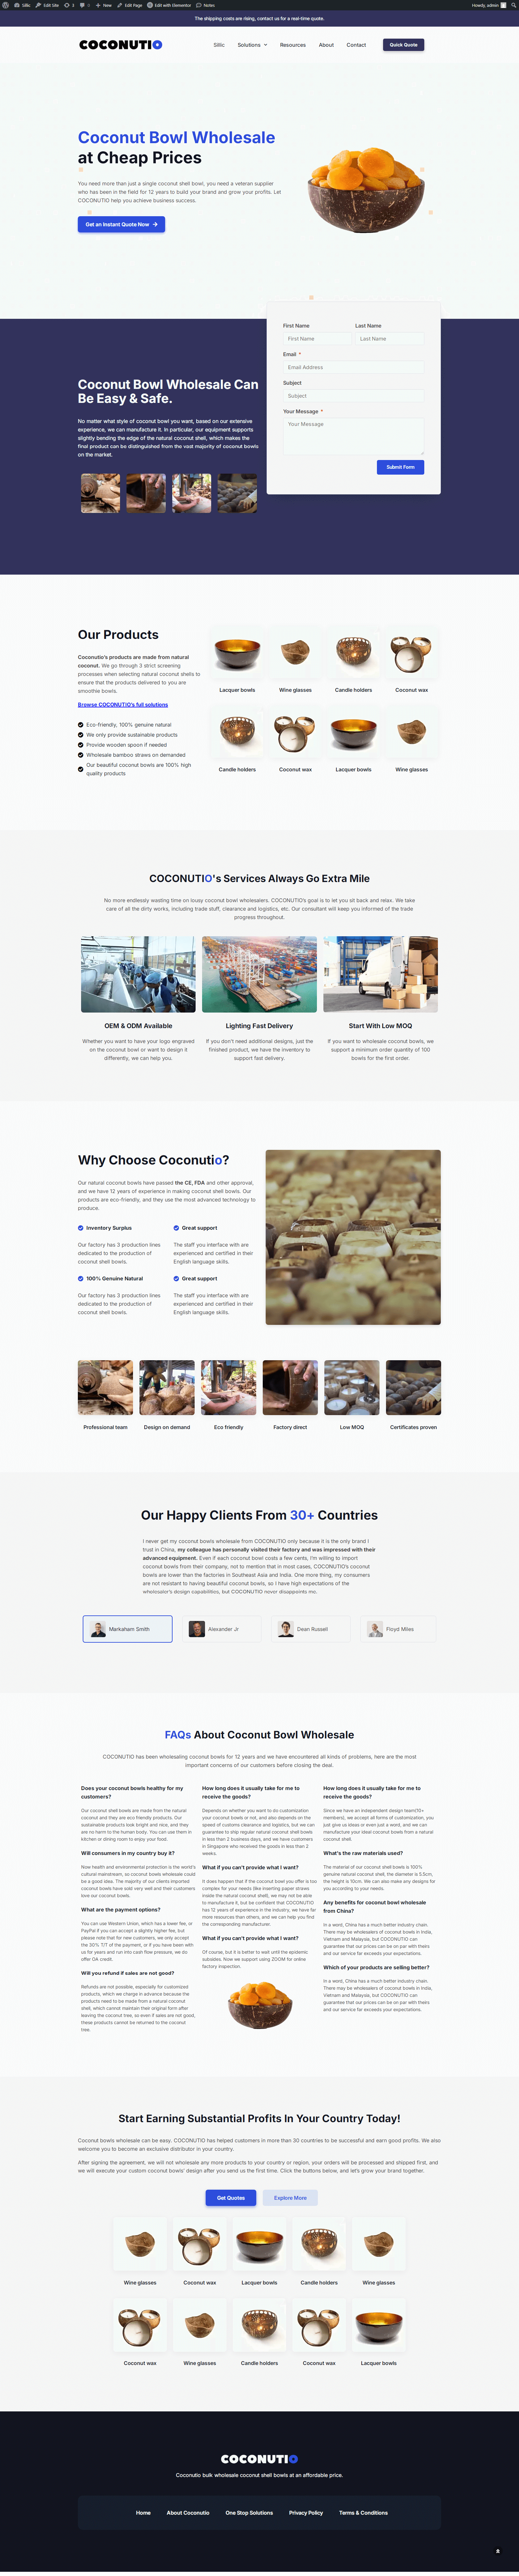 Sillic
Edit Site
3
0
New
Edit Page
Edit with Elementor
Notes
Howdy, admin
The shipping costs are rising, contact us for a real-time quote.
COCONUTIO
Sillic
Solutions
Resources
About
Contact
Quick Quote
Coconut Bowl Wholesale
at Cheap Prices
You need more than just a single coconut shell bowl, you need a veteran supplier
who has been in the field for 12 years to build your brand and grow your profits. Let
COCONUTIO help you achieve business success.
Get an Instant Quote Now
First Name
Last Name
First Name
Last Name
Email *
Email Address
Subject
Subject
Your Message *
Your Message
Submit Form
Coconut Bowl Wholesale Can
Be Easy & Safe.
No matter what style of coconut bowl you want, based on our extensive
experience, we can manufacture it. In particular, our equipment supports
slightly bending the edge of the natural coconut shell, which makes the
final product can be distinguished from the vast majority of coconut bowls
on the market.
Our Products
Coconutio's products are made from natural
coconut. We go through 3 strict screening
processes when selecting natural coconut shells to
ensure that the products delivered to you are
smoothie bowls.
Browse COCONUTIO's full solutions
Eco-friendly, 100% genuine natural
We only provide sustainable products
Provide wooden spoon if needed
Wholesale bamboo straws on demanded
Our beautiful coconut bowls are 100% high
quality products
Lacquer bowls
Wine glasses
Candle holders
Coconut wax
Candle holders
Coconut wax
Lacquer bowls
Wine glasses
COCONUTIO's Services Always Go Extra Mile
No more endlessly wasting time on lousy coconut bowl wholesalers. COCONUTIO's goal is to let you sit back and relax. We take
care of all the dirty works, including trade stuff, clearance and logistics, etc. Our consultant will keep you informed of the trade
progress throughout.
OEM & ODM Available
Whether you want to have your logo engraved
on the coconut bowl or want to design it
differently, we can help you.
Lighting Fast Delivery
If you don't need additional designs, just the
finished product, we have the inventory to
support fast delivery.
Start With Low MOQ
If you want to wholesale coconut bowls, we
support a minimum order quantity of 100
bowls for the first order.
Why Choose Coconutio?
Our natural coconut bowls have passed the CE, FDA and other approval,
and we have 12 years of experience in making coconut shell bowls. Our
products are eco-friendly, and they use the most advanced technology to
produce.
Inventory Surplus
Our factory has 3 production lines
dedicated to the production of
coconut shell bowls.
Great support
The staff you interface with are
experienced and certified in their
English language skills.
100% Genuine Natural
Our factory has 3 production lines
dedicated to the production of
coconut shell bowls.
Great support
The staff you interface with are
experienced and certified in their
English language skills.
Professional team
Design on demand
Eco friendly
Factory direct
Low MOQ
Certificates proven
Our Happy Clients From 30+ Countries
I never get my coconut bowls wholesale from COCONUTIO only because it is the only brand I
trust in China, my colleague has personally visited their factory and was impressed with their
advanced equipment. Even if each coconut bowl costs a few cents, I'm willing to import
coconut bowls from their company, not to mention that in most cases, COCONUTIO's coconut
bowls are lower than the factories in Southeast Asia and India. One more thing, my consumers
are not resistant to having beautiful coconut bowls, so I have high expectations of the
wholesaler's design capabilities, but COCONUTIO never disappoints me.
Markaham Smith
Alexander Jr
Dean Russell
Floyd Miles
FAQs About Coconut Bowl Wholesale
COCONUTIO has been wholesaling coconut bowls for 12 years and we have encountered all kinds of problems, here are the most
important concerns of our customers before closing the deal.
Does your coconut bowls healthy for my
customers?
Our coconut shell bowls are made from the natural
coconut and they are eco friendly products. Our
sustainable products look bright and nice, and they
are no harm to the human body. You can use them in
kitchen or dining room to enjoy your food.
Will consumers in my country buy it?
Now health and environmental protection is the world's
cultural mainstream, so coconut bowls wholesale could
be a good idea. The majority of our clients imported
coconut bowls have sold very well and their customers
love our coconut bowls.
What are the payment options?
You can use Western Union, which has a lower fee, or
PayPal if you can accept a slightly higher fee, but
please note that for new customers, we only accept
the 30% T/T of the payment. If you have dealt with
us for years and run into cash flow pressure, we do
offer OA credit.
Will you refund if sales are not good?
Refunds are not possible, especially for customized
products, which we change in advance because the
products need to be made from a natural coconut
shell, which cannot maintain their original form after
leaving the coconut tree, so even if sales are not good,
these products cannot be returned to the coconut
tree.
How long does it usually take for me to
receive the goods?
Depends on whether you want to do customization
your coconut bowls or not, and also depends on the
speed of customs clearance and logistics, but we can
guarantee to ship regular natural coconut shell bowls
in less than 2 business days, and we have customers
in Singapore who received the goods in less than 2
weeks.
What if you can't provide what I want?
It does happen that if the coconut bowl you offer is too
complex for your needs (like inserting paper straws
inside the natural coconut shell), we may not be able
to manufacture it, but be confident that COCONUTIO
has 12 years of experience in the industry, we have far
more resources than others, and we can help you find
the corresponding manufacturer.
What if you can't provide what I want?
Of course, but it is better to wait until the epidemic
subsides. Now we support using ZOOM for online
factory inspection.
How long does it usually take for me to
receive the goods?
Since we have an independent design team(10+
members), we accept all forms of customization, you
just give us ideas or even just a word, and we can
manufacture your ideal coconut bowls from a natural
coconut shell.
What's the raw materials used?
The material of our coconut shell bowls is 100%
genuine natural coconut shell, the diameter is 5.5cm,
the height is 10cm. We can also make any designs for
you according to your needs.
Any benefits for coconut bowl wholesale
from China?
In a word, China has a much better industry chain.
There may be wholesalers of coconut bowls in India,
Vietnam and Malaysia, but COCONUTIO can
guarantee that our prices can be on par with theirs
and our service far exceeds your expectations.
Which of your products are selling better?
In a word, China has a much better industry chain.
There may be wholesalers of coconut bowls in India,
Vietnam and Malaysia, but COCONUTIO can
guarantee that our prices can be on par with theirs
and our service far exceeds your expectations.
Start Earning Substantial Profits In Your Country Today!
Coconut bowls wholesale can be easy, COCONUTIO has helped customers in more than 30 countries to be successful and earn good profits. We also
welcome you to become an exclusive distributor in your country.
After signing the agreement, we will not wholesale any more products to your country or region, your orders will be processed and shipped first, and
we will execute your custom coconut bowls' design after you send us the first time. Click the buttons below, and let's grow your brand together.
Get Quotes
Explore More
Wine glasses
Coconut wax
Lacquer bowls
Candle holders
Wine glasses
Coconut wax
Wine glasses
Candle holders
Coconut wax
Lacquer bowls
COCONUTIO
Coconutio bulk wholesale coconut shell bowls at an affordable price.
Home
About Coconutio
One Stop Solutions
Privacy Policy
Terms & Conditions